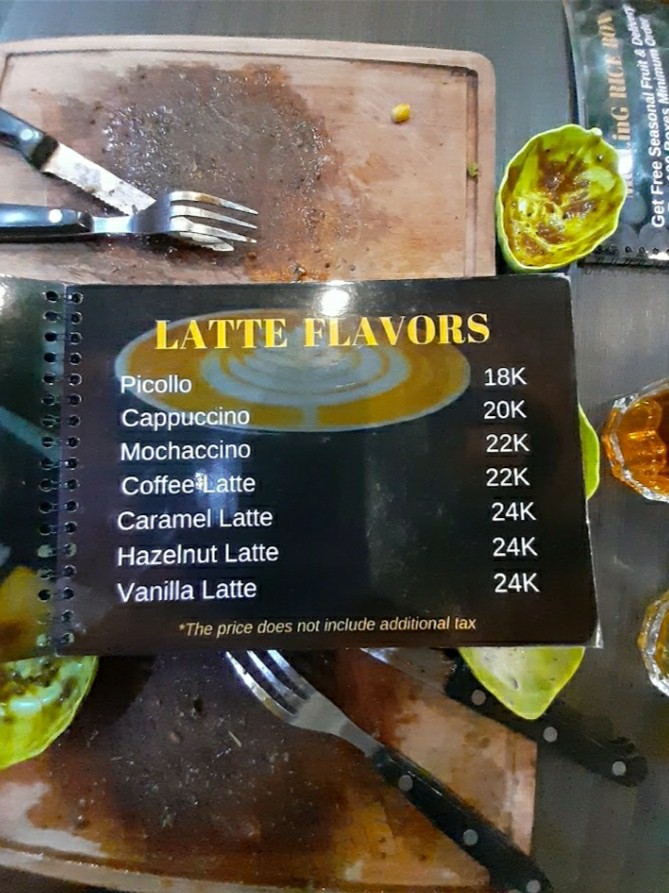 LATTE FLAVORS
Picollo 18K
Cappuccino 20K
Mochaccino 22K
Coffee Latte 22K
Caramel Latte 24K
Hazelnut Latte 24K
Vanilla Latte 24K
*The price does not include additional tax
RICE BOX
Get Free Seasonal Fruit & Delivery
Boxes Minimum Order